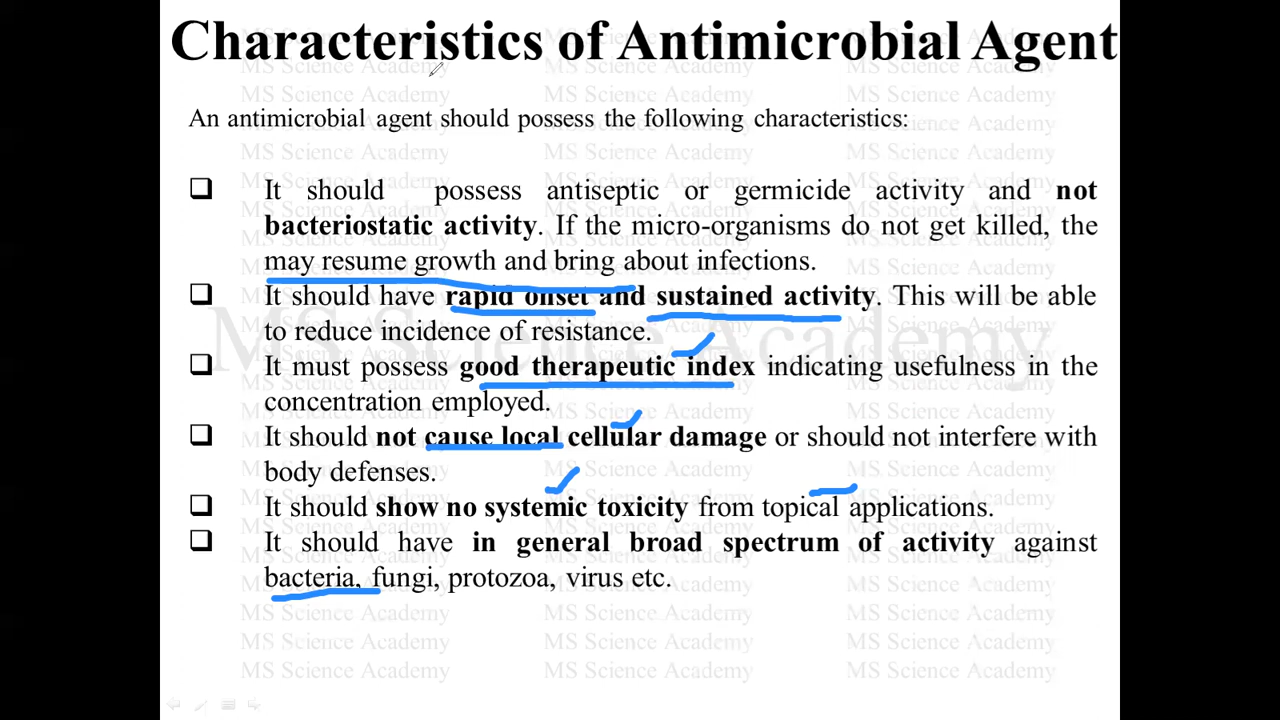 Characteristics of Antimicrobial Agent
An antimicrobial agent should possess the following characteristics:
❑ It should possess antiseptic or germicide activity and not
bacteriostatic activity. If the micro-organisms do not get killed, the
may resume growth and bring about infections.
❑ It should have rapid onset and sustained activity. This will be able
to reduce incidence of resistance.
❑ It must possess good therapeutic index indicating usefulness in the
concentration employed.
❑ It should not cause local cellular damage or should not interfere with
body defenses.
❑ It should show no systemic toxicity from topical applications.
❑ It should have in general broad spectrum of activity against
bacteria, fungi, protozoa, virus etc.
MS Science Academy